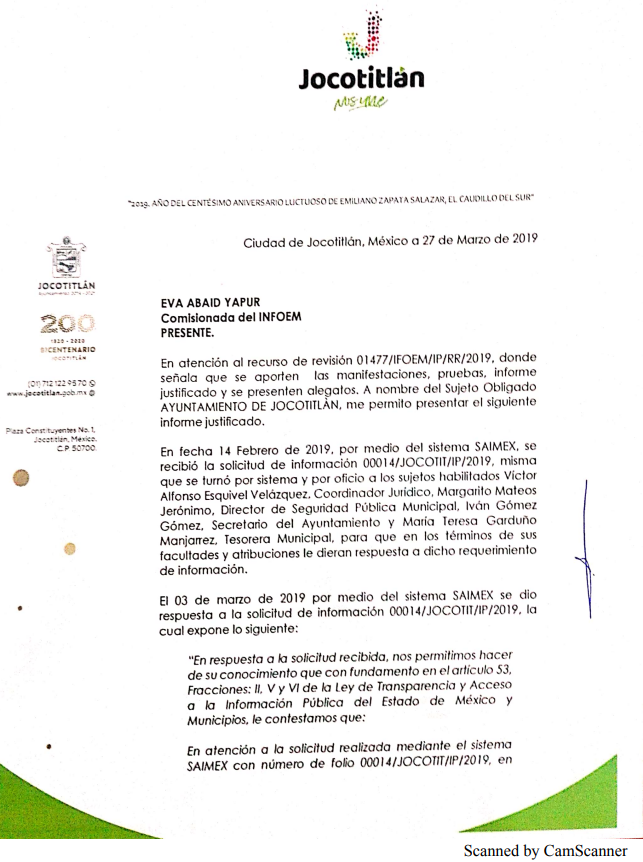 Jocotitlán
nos une
"2019. AÑO DEL CENTÉSIMO ANIVERSARIO LUCTUOSO DE EMILIANO ZAPATA SALAZAR, EL CAUDILLO DEL SUR"
Ciudad de Jocotitlán, México a 27 de Marzo de 2019
JOCOTITLÁN
200
1820 - 2020
BICENTENARIO
JOCOTITLÁN
(01) 712 122 95 70
www.jocotitlan.gob.mx
Plaza Constituyentes No. 1,
Jocotitlán, México.
C.P. 50700.
EVA ABAID YAPUR
Comisionada del INFOEM
PRESENTE.
En atención al recurso de revisión 01477/IFOEM/IP/RR/2019, donde
señala que se aporten las manifestaciones, pruebas, informe
justificado y se presenten alegatos. A nombre del Sujeto Obligado
AYUNTAMIENTO DE JOCOTITLÁN, me permito presentar el siguiente
informe justificado.
En fecha 14 Febrero de 2019, por medio del sistema SAIMEX, se
recibió la solicitud de información 00014/JOCOTIT/IP/2019, misma
que se turnó por sistema y por oficio a los sujetos habilitados Víctor
Alfonso Esquivel Velázquez, Coordinador Jurídico, Margarito Mateos
Jerónimo, Director de Seguridad Pública Municipal, Iván Gómez
Gómez, Secretario del Ayuntamiento y María Teresa Garduño
Manjarrez, Tesorera Municipal, para que en los términos de sus
facultades y atribuciones le dieran respuesta a dicho requerimiento
de información.
El 03 de marzo de 2019 por medio del sistema SAIMEX se dio
respuesta a la solicitud de información 00014/JOCOTIT/IP/2019, la
cual expone lo siguiente:
"En respuesta a la solicitud recibida, nos permitimos hacer
de su conocimiento que con fundamento en el artículo 53,
Fracciones: II, V y VI de la Ley de Transparencia y Acceso
a la Información Pública del Estado de México y
Municipios, le contestamos que:
En atención a la solicitud realizada mediante el sistema
SAIMEX con número de folio 00014/JOCOTIT/IP/2019, en
Scanned by CamScanner